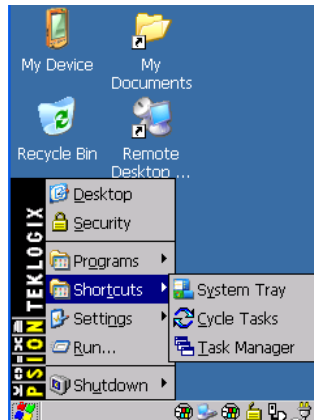 My Device
My
Documents
Recycle Bin
Remote
Desktop ...
Desktop
Security
Programs
Shortcuts
Settings
Run...
Shutdown
System Tray
Cycle Tasks
Task Manager
PSION TEKLOGIX